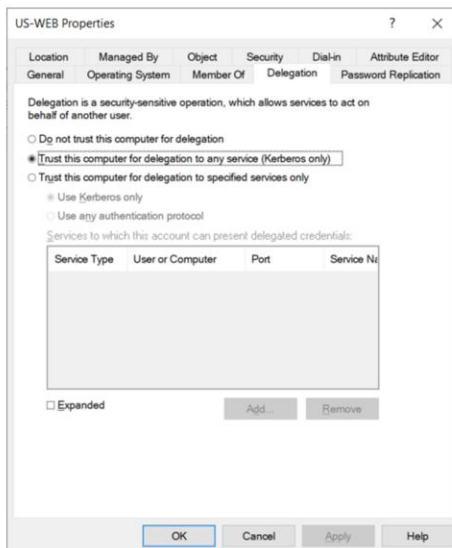 US-WEB Properties
? ×
Location Managed By Object Security Dial-in Attribute Editor
General Operating System Member Of Delegation Password Replication
Delegation is a security-sensitive operation, which allows services to act on
behalf of another user.
Do not trust this computer for delegation
Trust this computer for delegation to any service (Kerberos only)
Trust this computer for delegation to specified services only
Use Kerberos only
Use any authentication protocol
Services to which this account can present delegated credentials:
Service Type User or Computer Port Service Na
Expanded
Add... Remove
OK Cancel Apply Help